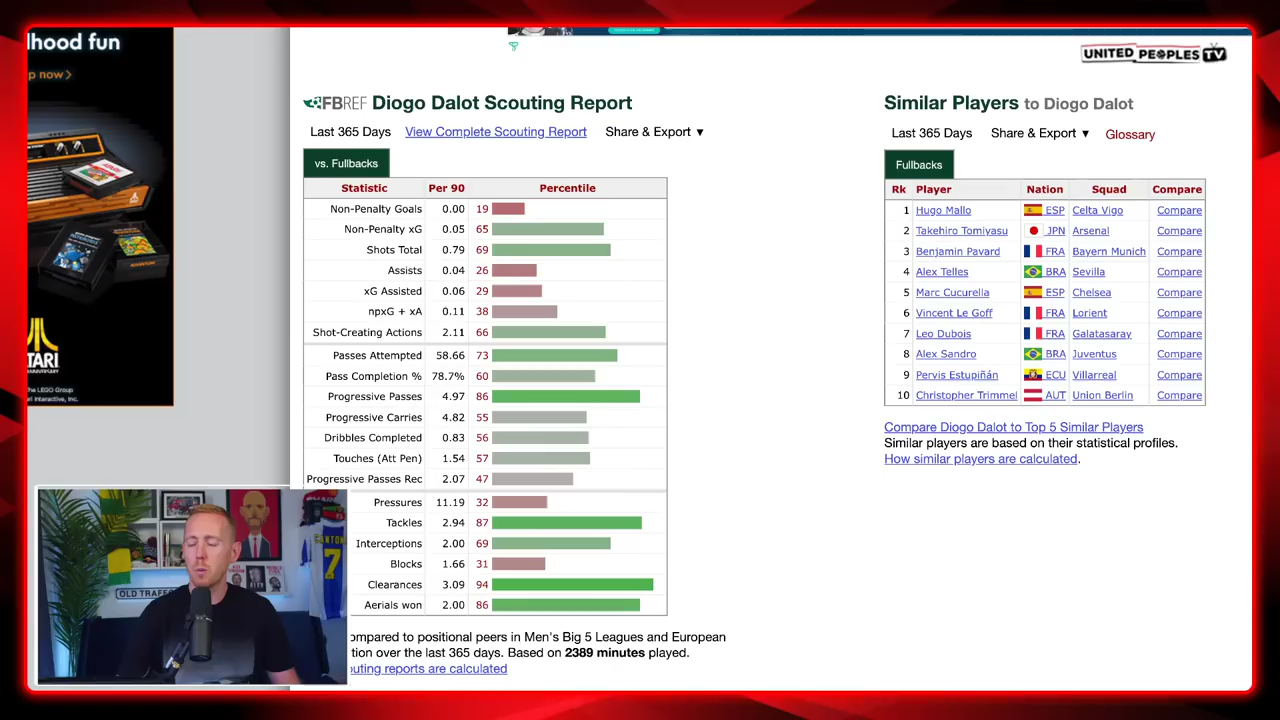 lhood fun
p now >
ATARI
he LEGO Group
ari Interactive, Inc.
UNITED PEOPLES TV
FBREF Diogo Dalot Scouting Report
Last 365 Days View Complete Scouting Report Share & Export ▼
vs. Fullbacks
Statistic Per 90 Percentile
Non-Penalty Goals 0.00 19
Non-Penalty xG 0.05 65
Shots Total 0.79 69
Assists 0.04 26
xG Assisted 0.06 29
npxG + xA 0.11 38
Shot-Creating Actions 2.11 66
Passes Attempted 58.66 73
Pass Completion % 78.7% 60
Progressive Passes 4.97 86
Progressive Carries 4.82 55
Dribbles Completed 0.83 56
Touches (Att Pen) 1.54 57
Progressive Passes Rec 2.07 47
Pressures 11.19 32
Tackles 2.94 87
Interceptions 2.00 69
Blocks 1.66 31
Clearances 3.09 94
Aerials won 2.00 86
ompared to positional peers in Men's Big 5 Leagues and European
tion over the last 365 days. Based on 2389 minutes played.
outing reports are calculated
Similar Players to Diogo Dalot
Last 365 Days Share & Export ▼ Glossary
Fullbacks
Rk Player Nation Squad Compare
1 Hugo Mallo ESP Celta Vigo Compare
2 Takehiro Tomiyasu JPN Arsenal Compare
3 Benjamin Pavard FRA Bayern Munich Compare
4 Alex Telles BRA Sevilla Compare
5 Marc Cucurella ESP Chelsea Compare
6 Vincent Le Goff FRA Lorient Compare
7 Leo Dubois FRA Galatasaray Compare
8 Alex Sandro BRA Juventus Compare
9 Pervis Estupiñán ECU Villarreal Compare
10 Christopher Trimmel AUT Union Berlin Compare
Compare Diogo Dalot to Top 5 Similar Players
Similar players are based on their statistical profiles.
How similar players are calculated.
OLD TRAFF
CANTONA
7